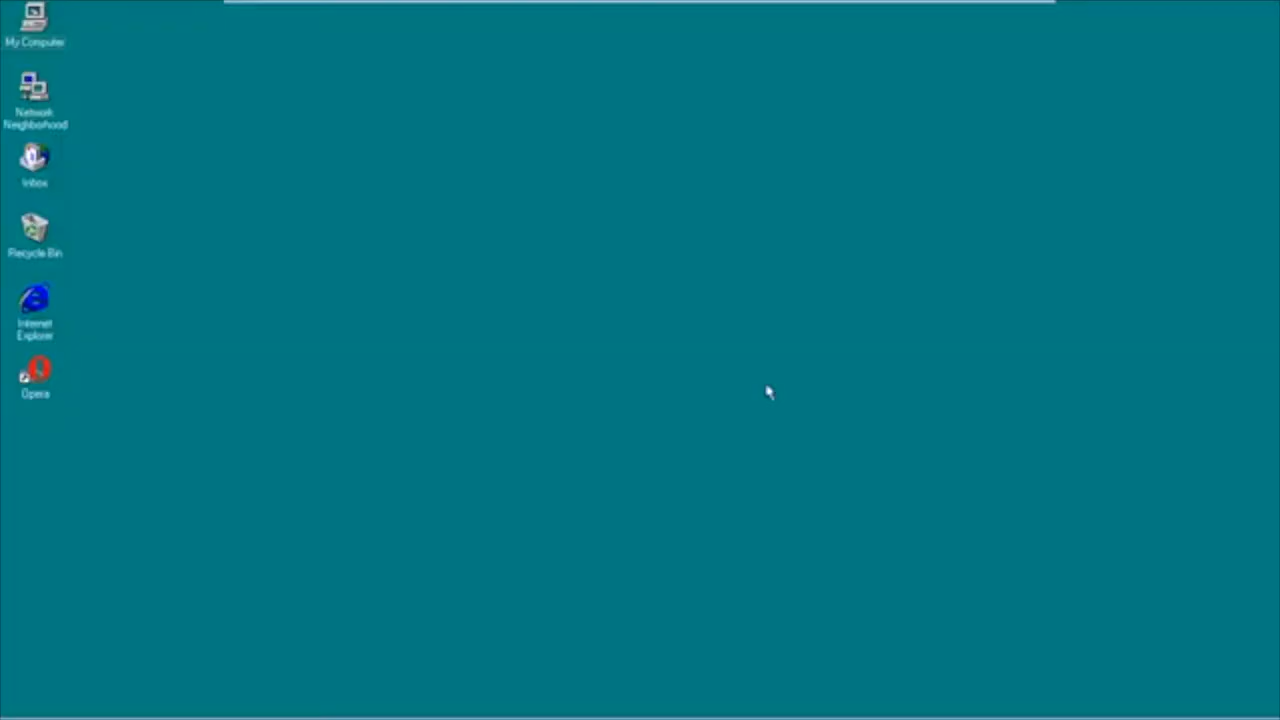 My Computer
Network
Neighborhood
Inbox
Recycle Bin
Internet
Explorer
Opera